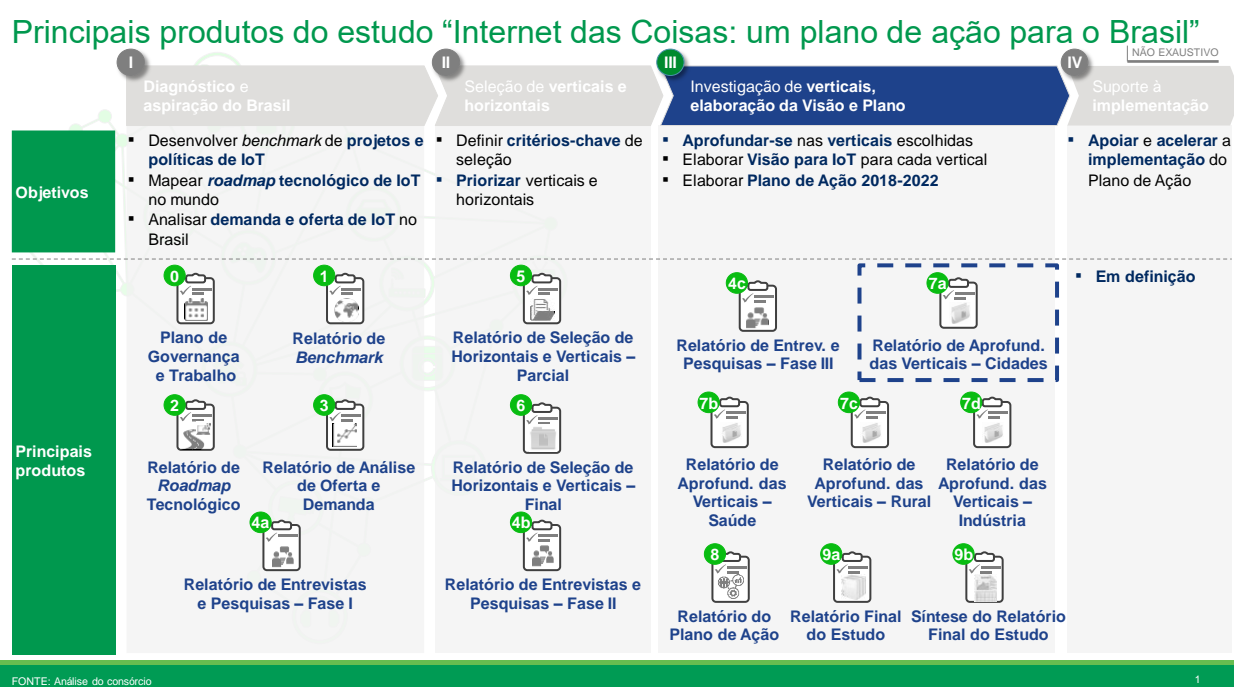 Principais produtos do estudo “Internet das Coisas: um plano de ação para o Brasil”
NÃO EXAUSTIVO
I
Diagnóstico e
aspiração do Brasil
II
Seleção de verticais e
horizontais
III
Investigação de verticais,
elaboração da Visão e Plano
IV
Suporte à
implementação
Objetivos
▪ Desenvolver benchmark de projetos e
políticas de IoT
▪ Mapear roadmap tecnológico de IoT
no mundo
▪ Analisar demanda e oferta de IoT no
Brasil
▪ Definir critérios-chave de
seleção
▪ Priorizar verticais e
horizontais
▪ Aprofundar-se nas verticais escolhidas
▪ Elaborar Visão para IoT para cada vertical
▪ Elaborar Plano de Ação 2018-2022
▪ Apoiar e acelerar a
implementação do
Plano de Ação
Principais
produtos
0
Plano de
Governança
e Trabalho
1
Relatório de
Benchmark
2
Relatório de
Roadmap
Tecnológico
3
Relatório de Análise
de Oferta e
Demanda
4a
Relatório de Entrevistas
e Pesquisas – Fase I
5
Relatório de Seleção de
Horizontais e Verticais –
Parcial
6
Relatório de Seleção de
Horizontais e Verticais –
Final
4b
Relatório de Entrevistas e
Pesquisas – Fase II
4c
Relatório de Entrev. e
Pesquisas – Fase III
7a
Relatório de Aprofund.
das Verticais – Cidades
7b
Relatório de
Aprofund. das
Verticais –
Saúde
7c
Relatório de
Aprofund. das
Verticais – Rural
7d
Relatório de
Aprofund. das
Verticais –
Indústria
8
Relatório do
Plano de Ação
9a
Relatório Final
do Estudo
9b
Síntese do Relatório
Final do Estudo
▪ Em definição
FONTE: Análise do consórcio
1